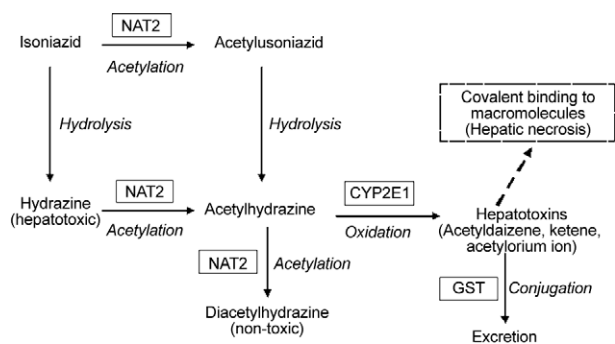 NAT2
Isoniazid
Acetylusoniazid
Acetylation
Covalent binding to
macromolecules
(Hepatic necrosis)
Hydrolysis
Hydrolysis
NAT2
CYP2E1
Hydrazine
(hepatotoxic)
Acetylhydrazine
Acetylation
Oxidation
Hepatotoxins
(Acetyldaizene, ketene,
acetylorium ion)
NAT2
Acetylation
GST
Conjugation
Diacetylhydrazine
(non-toxic)
Excretion